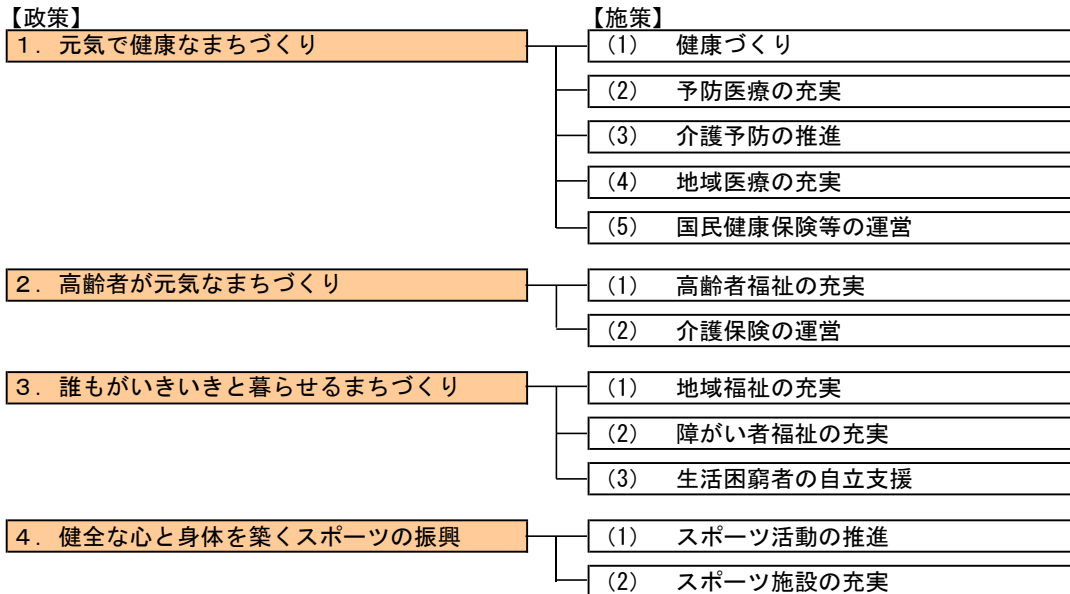 【政策】 【施策】
１．元気で健康なまちづくり (1) 健康づくり
(2) 予防医療の充実
(3) 介護予防の推進
(4) 地域医療の充実
(5) 国民健康保険等の運営
２．高齢者が元気なまちづくり (1) 高齢者福祉の充実
(2) 介護保険の運営
３．誰もがいきいきと暮らせるまちづくり (1) 地域福祉の充実
(2) 障がい者福祉の充実
(3) 生活困窮者の自立支援
４．健全な心と身体を築くスポーツの振興 (1) スポーツ活動の推進
(2) スポーツ施設の充実